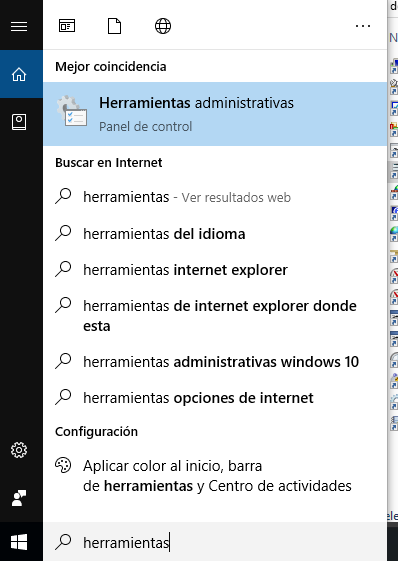 Mejor coincidencia
Herramientas administrativas
Panel de control
Buscar en Internet
herramientas - Ver resultados web
herramientas del idioma
herramientas internet explorer
herramientas de internet explorer donde
esta
herramientas administrativas windows 10
herramientas opciones de internet
Configuración
Aplicar color al inicio, barra
de herramientas y Centro de actividades
herramientas